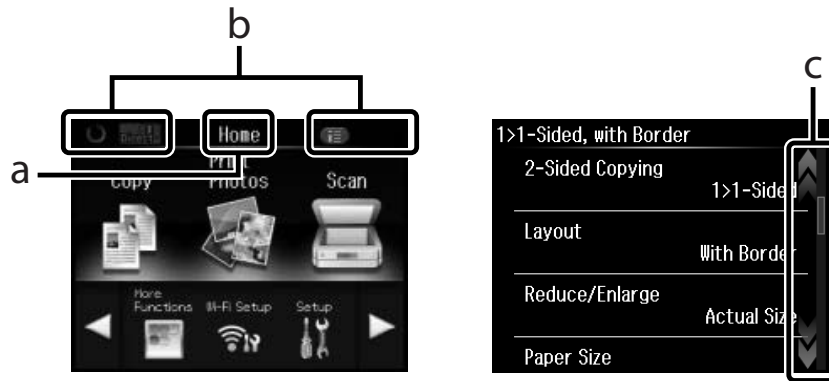 b
c
a
Home
Copy
Print
Photos
Scan
More
Functions
Wi-Fi Setup
Setup
1>1-Sided, with Border
2-Sided Copying
1>1-Sided
Layout
With Border
Reduce/Enlarge
Actual Size
Paper Size